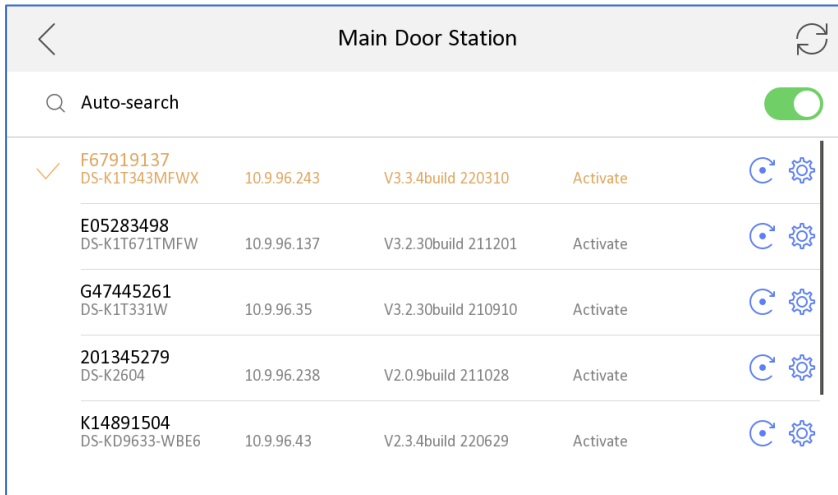 Main Door Station
Auto-search
F67919137
DS-K1T343MFWX 10.9.96.243 V3.3.4build 220310 Activate
E05283498
DS-K1T671TMFW 10.9.96.137 V3.2.30build 211201 Activate
G47445261
DS-K1T331W 10.9.96.35 V3.2.30build 210910 Activate
201345279
DS-K2604 10.9.96.238 V2.0.9build 211028 Activate
K14891504
DS-KD9633-WBE6 10.9.96.43 V2.3.4build 220629 Activate